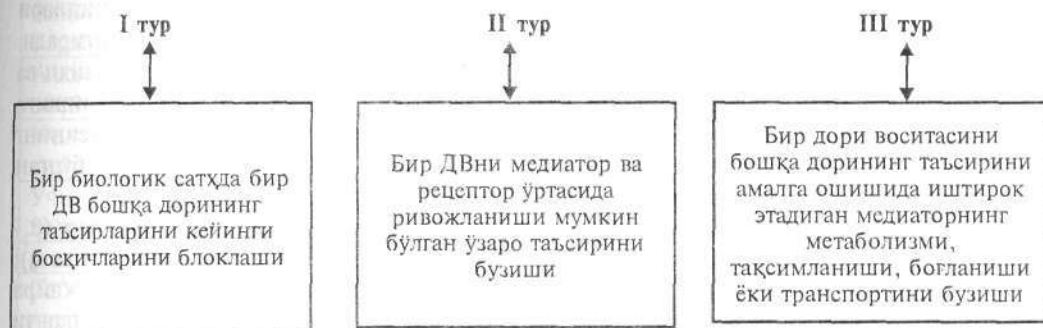 I тур
II тур
III тур
Бир биологик сатҳда бир
ДВ бошқа дорининг
таъсирларини кейинги
босқичларини блоклаши
Бир ДВни медиатор ва
рецептор ўртасида
ривожланиши мумкин
бўлган ўзаро таъсирини
бузиши
Бир дори воситасини
бошқа дорининг таъсирини
амалга ошишида иштирок
этадиган медиаторнинг
метаболизми,
тақсимланиши, боғланиши
ёки транспортини бузиши